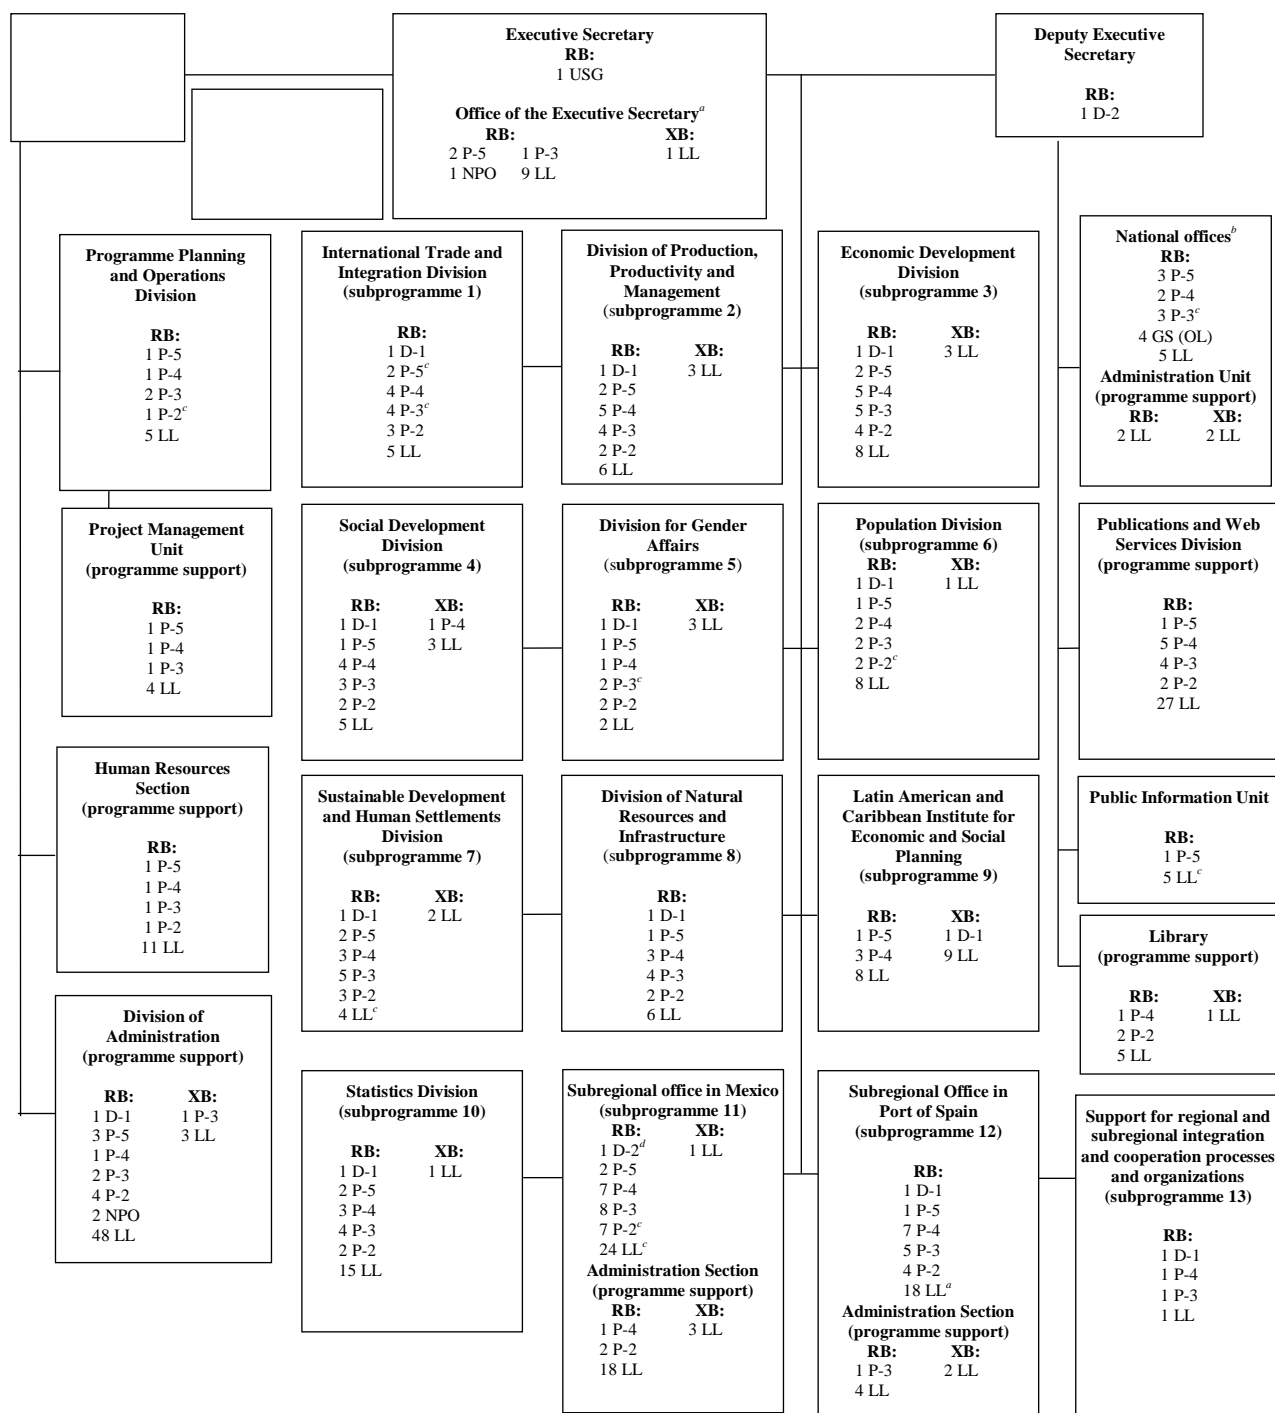 Executive Secretary
RB:
1 USG
Office of the Executive Secretary^a
RB: XB:
2 P-5 1 P-3 1 LL
1 NPO 9 LL
Deputy Executive
Secretary
RB:
1 D-2
Programme Planning
and Operations
Division
RB:
1 P-5
1 P-4
2 P-3
1 P-2^c
5 LL
International Trade and
Integration Division
(subprogramme 1)
RB:
1 D-1
2 P-5^c
4 P-4
4 P-3^c
3 P-2
5 LL
Division of Production,
Productivity and
Management
(subprogramme 2)
RB: XB:
1 D-1 3 LL
2 P-5
5 P-4
4 P-3
2 P-2
6 LL
Economic Development
Division
(subprogramme 3)
RB: XB:
1 D-1 3 LL
2 P-5
5 P-4
5 P-3
4 P-2
8 LL
National offices^b
RB:
3 P-5
2 P-4
3 P-3^c
4 GS (OL)
5 LL
Administration Unit
(programme support)
RB: XB:
2 LL 2 LL
Project Management
Unit
(programme support)
RB:
1 P-5
1 P-4
1 P-3
4 LL
Social Development
Division
(subprogramme 4)
RB: XB:
1 D-1 1 P-4
1 P-5 3 LL
4 P-4
3 P-3
2 P-2
5 LL
Division for Gender
Affairs
(subprogramme 5)
RB: XB:
1 D-1 3 LL
1 P-5
1 P-4
2 P-3^c
2 P-2
2 LL
Population Division
(subprogramme 6)
RB: XB:
1 D-1 1 LL
1 P-5
2 P-4
2 P-3
2 P-2^c
8 LL
Publications and Web
Services Division
(programme support)
RB:
1 P-5
5 P-4
4 P-3
2 P-2
27 LL
Human Resources
Section
(programme support)
RB:
1 P-5
1 P-4
1 P-3
1 P-2
11 LL
Sustainable Development
and Human Settlements
Division
(subprogramme 7)
RB: XB:
1 D-1 2 LL
2 P-5
3 P-4
5 P-3
3 P-2
4 LL^c
Division of Natural
Resources and
Infrastructure
(subprogramme 8)
RB:
1 D-1
1 P-5
3 P-4
4 P-3
2 P-2
6 LL
Latin American and
Caribbean Institute for
Economic and Social
Planning
(subprogramme 9)
RB: XB:
1 P-5 1 D-1
3 P-4 9 LL
8 LL
Public Information Unit
RB:
1 P-5
5 LL^c
Library
(programme support)
RB: XB:
1 P-4 1 LL
2 P-2
5 LL
Division of
Administration
(programme support)
RB: XB:
1 D-1 1 P-3
3 P-5 3 LL
1 P-4
2 P-3
4 P-2
2 NPO
48 LL
Statistics Division
(subprogramme 10)
RB: XB:
1 D-1 1 LL
2 P-5
3 P-4
4 P-3
2 P-2
15 LL
Subregional office in Mexico
(subprogramme 11)
RB: XB:
1 D-2^d 1 LL
2 P-5
7 P-4
8 P-3
7 P-2^c
24 LL^c
Administration Section
(programme support)
RB: XB:
1 P-4 3 LL
2 P-2
18 LL
Subregional Office in
Port of Spain
(subprogramme 12)
RB:
1 D-1
1 P-5
7 P-4
5 P-3
4 P-2
18 LL^a
Administration Section
(programme support)
RB: XB:
1 P-3 2 LL
4 LL
Support for regional and
subregional integration
and cooperation processes
and organizations
(subprogramme 13)
RB:
1 D-1
1 P-4
1 P-3
1 LL